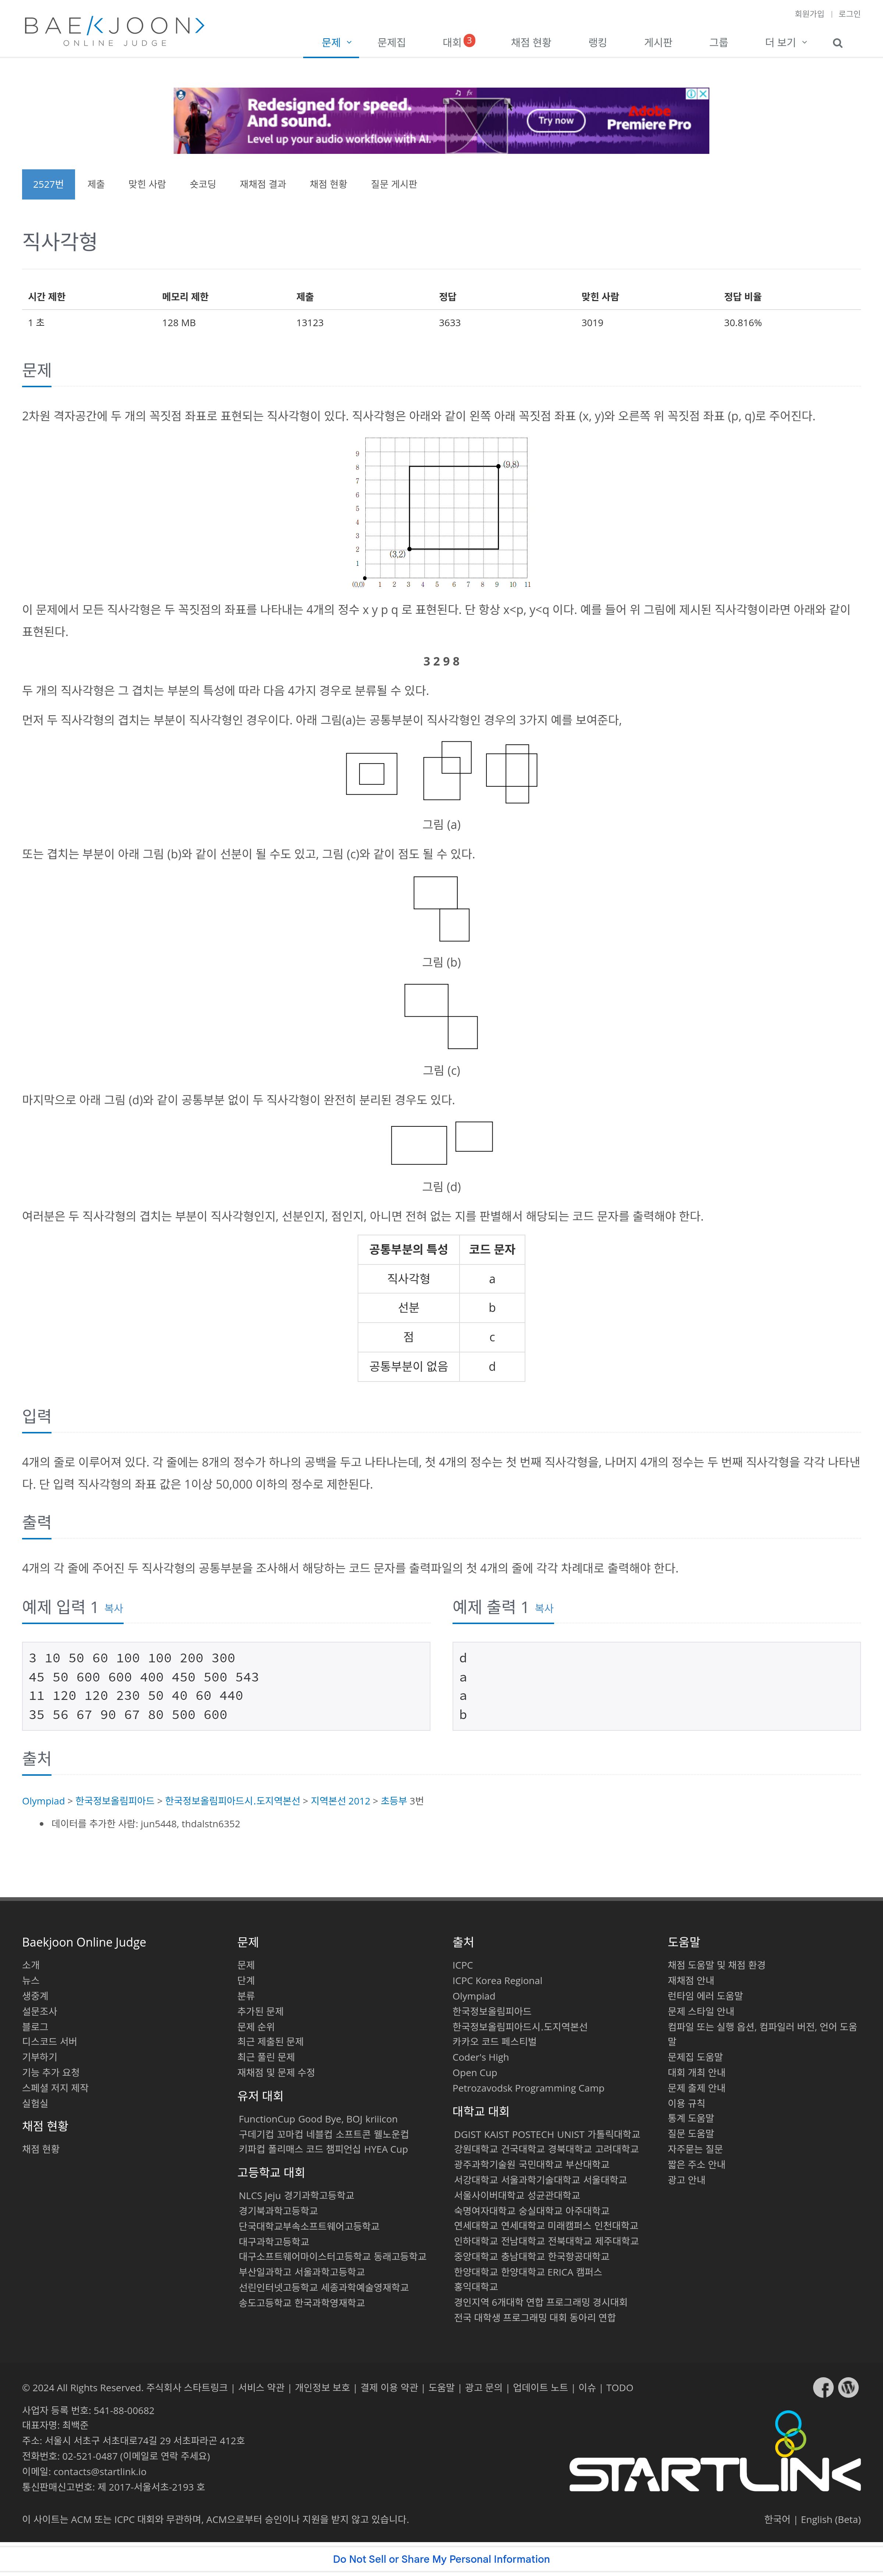 회원가입 | 로그인
BAE/KJOON>
ONLINE JUDGE
문제 문제집 대회 3 채점 현황 랭킹 게시판 그룹 더 보기
Redesigned for speed.
And sound.
Level up your audio workflow with AI.
Try now
Adobe
Premiere Pro
2527번 제출 맞힌 사람 숏코딩 재채점 결과 채점 현황 질문 게시판
직사각형
시간 제한 메모리 제한 제출 정답 맞힌 사람 정답 비율
1 초 128 MB 13123 3633 3019 30.816%
문제
2차원 격자공간에 두 개의 꼭짓점 좌표로 표현되는 직사각형이 있다. 직사각형은 아래와 같이 왼쪽 아래 꼭짓점 좌표 (x, y)와 오른쪽 위 꼭짓점 좌표 (p, q)로 주어진다.
9
(9,8)
8
7
6
5
4
3
2
(3,2)
1
(0,0) 1 2 3 4 5 6 7 8 9 10 11
이 문제에서 모든 직사각형은 두 꼭짓점의 좌표를 나타내는 4개의 정수 x y p q 로 표현된다. 단 항상 x<p, y<q 이다. 예를 들어 위 그림에 제시된 직사각형이라면 아래와 같이
표현된다.
3 2 9 8
두 개의 직사각형은 그 겹치는 부분의 특성에 따라 다음 4가지 경우로 분류될 수 있다.
먼저 두 직사각형의 겹치는 부분이 직사각형인 경우이다. 아래 그림(a)는 공통부분이 직사각형인 경우의 3가지 예를 보여준다,
그림 (a)
또는 겹치는 부분이 아래 그림 (b)와 같이 선분이 될 수도 있고, 그림 (c)와 같이 점도 될 수 있다.
그림 (b)
그림 (c)
마지막으로 아래 그림 (d)와 같이 공통부분 없이 두 직사각형이 완전히 분리된 경우도 있다.
그림 (d)
여러분은 두 직사각형의 겹치는 부분이 직사각형인지, 선분인지, 점인지, 아니면 전혀 없는 지를 판별해서 해당되는 코드 문자를 출력해야 한다.
공통부분의 특성 코드 문자
직사각형 a
선분 b
점 c
공통부분이 없음 d
입력
4개의 줄로 이루어져 있다. 각 줄에는 8개의 정수가 하나의 공백을 두고 나타나는데, 첫 4개의 정수는 첫 번째 직사각형을, 나머지 4개의 정수는 두 번째 직사각형을 각각 나타낸
다. 단 입력 직사각형의 좌표 값은 1이상 50,000 이하의 정수로 제한된다.
출력
4개의 각 줄에 주어진 두 직사각형의 공통부분을 조사해서 해당하는 코드 문자를 출력파일의 첫 4개의 줄에 각각 차례대로 출력해야 한다.
예제 입력 1 복사
3 10 50 60 100 100 200 300
45 50 600 600 400 450 500 543
11 120 120 230 50 40 60 440
35 56 67 90 67 80 500 600
예제 출력 1 복사
d
a
a
b
출처
Olympiad > 한국정보올림피아드 > 한국정보올림피아드시.도지역본선 > 지역본선 2012 > 초등부 3번
데이터를 추가한 사람: jun5448, thdalstn6352
Baekjoon Online Judge
소개
뉴스
생중계
설문조사
블로그
디스코드 서버
기부하기
기능 추가 요청
스페셜 저지 제작
실험실
채점 현황
채점 현황
문제
문제
단계
분류
추가된 문제
문제 순위
최근 제출된 문제
최근 풀린 문제
재채점 및 문제 수정
유저 대회
FunctionCup Good Bye, BOJ kriiicon
구데기컵 꼬마컵 네블컵 소프트콘 웰노운컵
키파컵 폴리매스 코드 챔피언십 HYEA Cup
고등학교 대회
NLCS Jeju 경기과학고등학교
경기북과학고등학교
단국대학교부속소프트웨어고등학교
대구과학고등학교
대구소프트웨어마이스터고등학교 동래고등학교
부산일과학고 서울과학고등학교
선린인터넷고등학교 세종과학예술영재학교
송도고등학교 한국과학영재학교
출처
ICPC
ICPC Korea Regional
Olympiad
한국정보올림피아드
한국정보올림피아드시.도지역본선
카카오 코드 페스티벌
Coder's High
Open Cup
Petrozavodsk Programming Camp
대학교 대회
DGIST KAIST POSTECH UNIST 가톨릭대학교
강원대학교 건국대학교 경북대학교 고려대학교
광주과학기술원 국민대학교 부산대학교
서강대학교 서울과학기술대학교 서울대학교
서울사이버대학교 성균관대학교
숙명여자대학교 숭실대학교 아주대학교
연세대학교 연세대학교 미래캠퍼스 인천대학교
인하대학교 전남대학교 전북대학교 제주대학교
중앙대학교 충남대학교 한국항공대학교
한양대학교 한양대학교 ERICA 캠퍼스
홍익대학교
경인지역 6개대학 연합 프로그래밍 경시대회
전국 대학생 프로그래밍 대회 동아리 연합
도움말
채점 도움말 및 채점 환경
재채점 안내
런타임 에러 도움말
문제 스타일 안내
컴파일 또는 실행 옵션, 컴파일러 버전, 언어 도움
말
문제집 도움말
대회 개최 안내
문제 출제 안내
이용 규칙
통계 도움말
질문 도움말
자주묻는 질문
짧은 주소 안내
광고 안내
© 2024 All Rights Reserved. 주식회사 스타트링크 | 서비스 약관 | 개인정보 보호 | 결제 이용 약관 | 도움말 | 광고 문의 | 업데이트 노트 | 이슈 | TODO
사업자 등록 번호: 541-88-00682
대표자명: 최백준
주소: 서울시 서초구 서초대로74길 29 서초파라곤 412호
전화번호: 02-521-0487 (이메일로 연락 주세요)
이메일: contacts@startlink.io
통신판매신고번호: 제 2017-서울서초-2193 호
STARTLINK
이 사이트는 ACM 또는 ICPC 대회와 무관하며, ACM으로부터 승인이나 지원을 받지 않고 있습니다.
한국어 | English (Beta)
Do Not Sell or Share My Personal Information